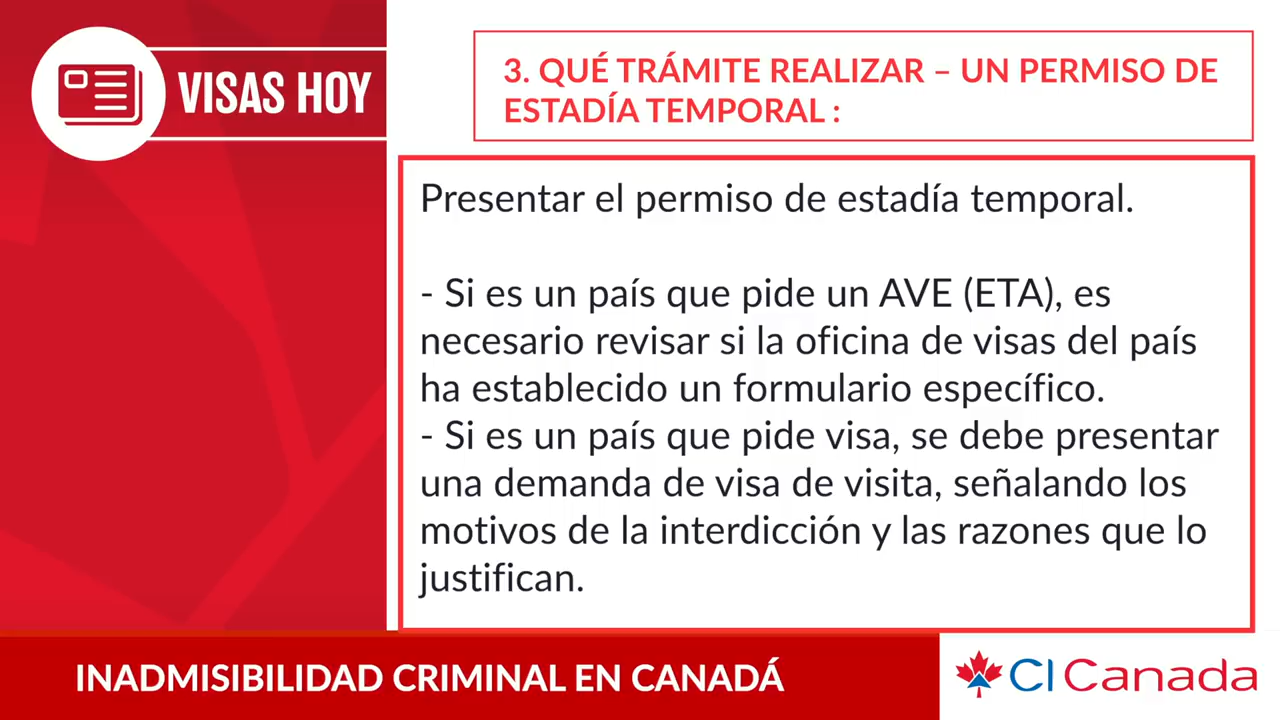 VISAS HOY
3. QUÉ TRÁMITE REALIZAR – UN PERMISO DE
ESTADÍA TEMPORAL :
Presentar el permiso de estadía temporal.
- Si es un país que pide un AVE (ETA), es
necesario revisar si la oficina de visas del país
ha establecido un formulario específico.
- Si es un país que pide visa, se debe presentar
una demanda de visa de visita, señalando los
motivos de la interdicción y las razones que lo
justifican.
INADMISIBILIDAD CRIMINAL EN CANADÁ
CI Canada